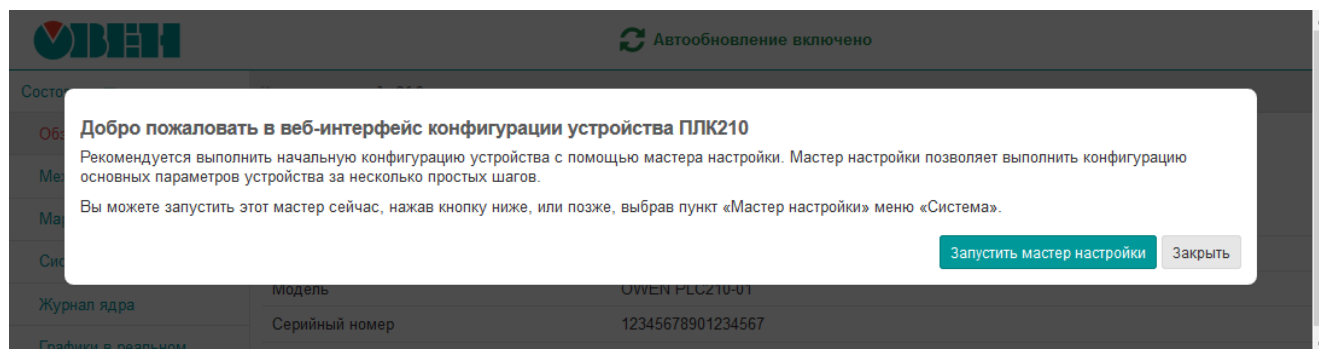 ОВЕН
Автообновление включено
Добро пожаловать в веб-интерфейс конфигурации устройства ПЛК210
Рекомендуется выполнить начальную конфигурацию устройства с помощью мастера настройки. Мастер настройки позволяет выполнить конфигурацию
основных параметров устройства за несколько простых шагов.
Вы можете запустить этот мастер сейчас, нажав кнопку ниже, или позже, выбрав пункт «Мастер настройки» меню «Система».
Запустить мастер настройки Закрыть
Модель OWEN PLC210-01
Журнал ядра
Серийный номер 12345678901234567
Графики в реальном